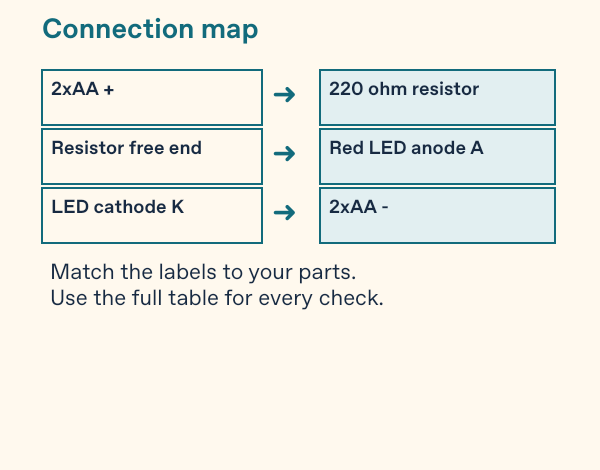 Connection map
2xAA + ➜ 220 ohm resistor
Resistor free end ➜ Red LED anode A
LED cathode K ➜ 2xAA -
Match the labels to your parts.
Use the full table for every check.